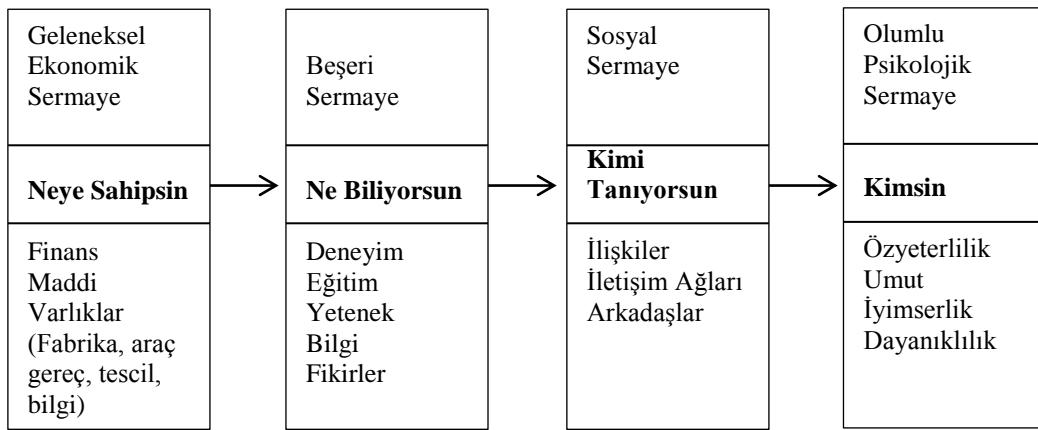 Geleneksel
Ekonomik
Sermaye
Neye Sahipsin
Finans
Maddi
Varlıklar
(Fabrika, araç
gereç, tescil,
bilgi)
Beşeri
Sermaye
Ne Biliyorsun
Deneyim
Eğitim
Yetenek
Bilgi
Fikirler
Sosyal
Sermaye
Kimi
Tanıyorsun
İlişkiler
İletişim Ağları
Arkadaşlar
Olumlu
Psikolojik
Sermaye
Kimsin
Özyeterlilik
Umut
İyimserlik
Dayanıklılık